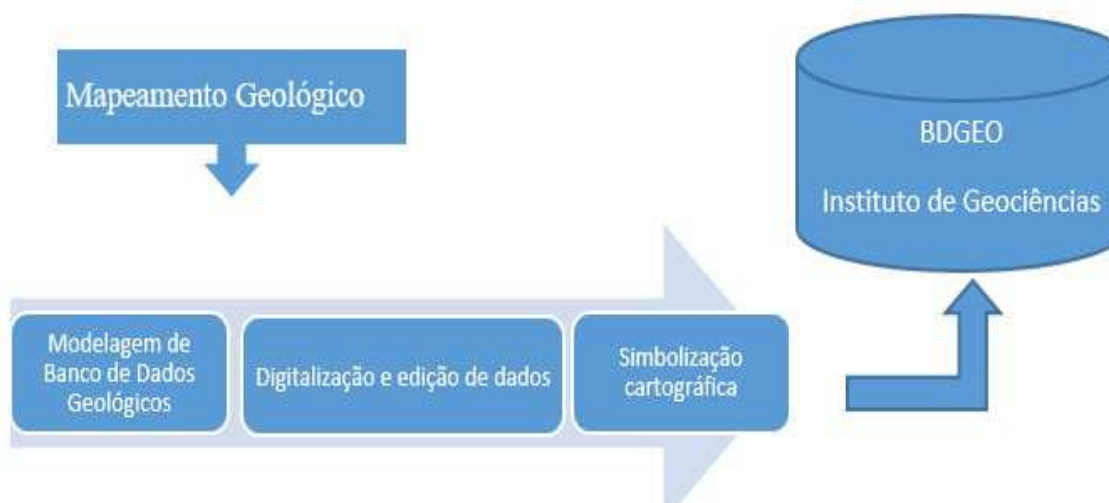 Mapeamento Geológico
BDGEO
Instituto de Geociências
Modelagem de
Banco de Dados
Geológicos
Digitalização e edição de dados
Simbolização
cartográfica